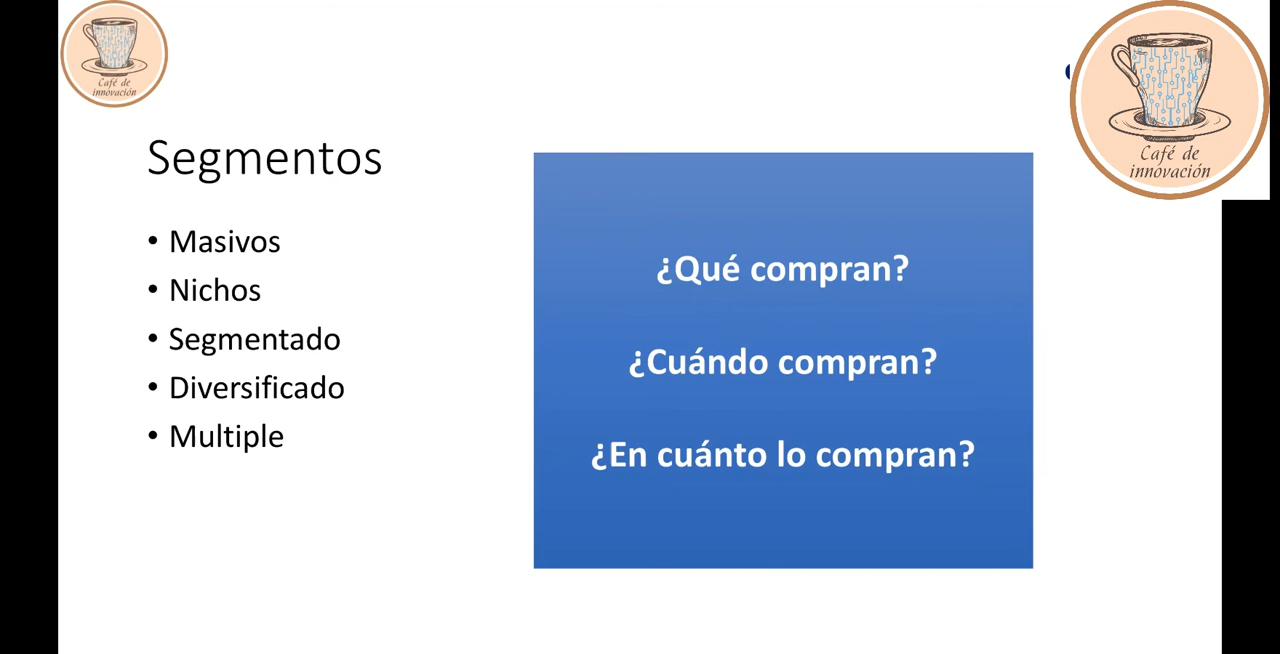 Café de
innovación
Café de
innovación
Segmentos
• Masivos
• Nichos
• Segmentado
• Diversificado
• Multiple
¿Qué compran?
¿Cuándo compran?
¿En cuánto lo compran?